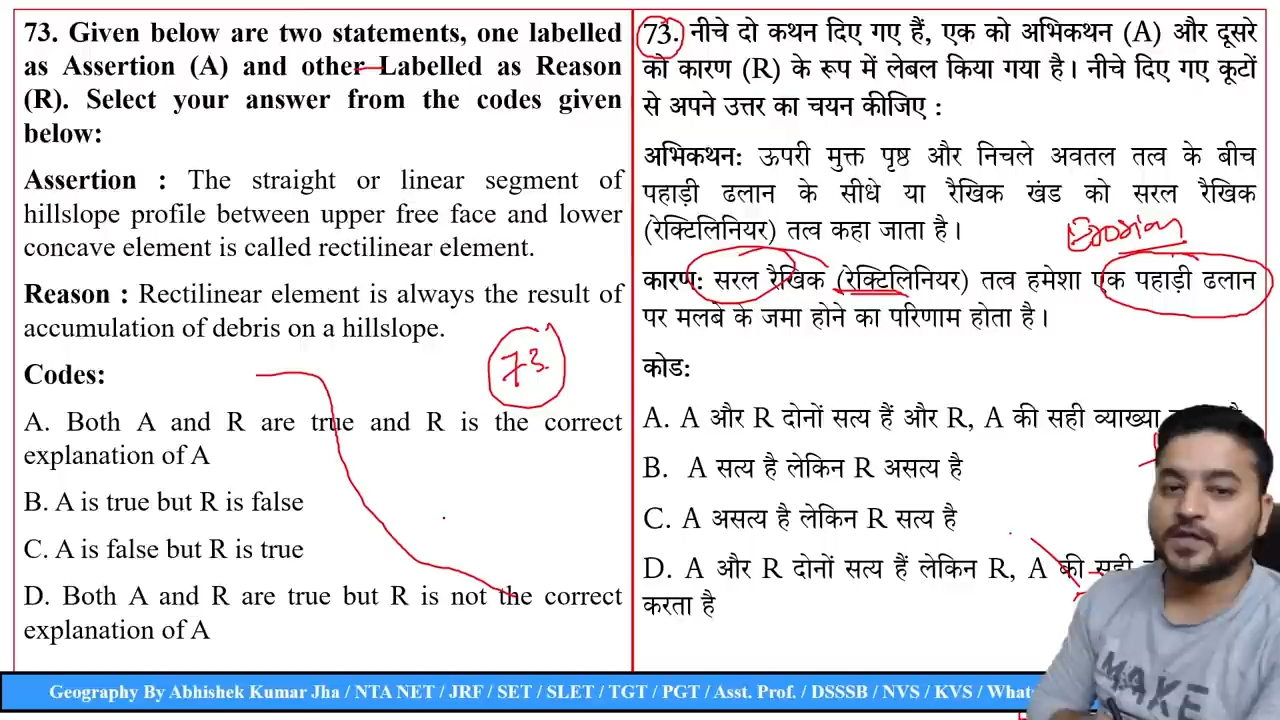 73. Given below are two statements, one labelled
as Assertion (A) and other Labelled as Reason
(R). Select your answer from the codes given
below:
Assertion : The straight or linear segment of
hillslope profile between upper free face and lower
concave element is called rectilinear element.
Reason : Rectilinear element is always the result of
accumulation of debris on a hillslope.
73
Codes:
A. Both A and R are true and R is the correct
explanation of A
B. A is true but R is false
C. A is false but R is true
D. Both A and R are true but R is not the correct
explanation of A
73. नीचे दो कथन दिए गए हैं, एक को अभिकथन (A) और दूसरे
को कारण (R) के रूप में लेबल किया गया है। नीचे दिए गए कूटों
से अपने उत्तर का चयन कीजिए :
अभिकथन: ऊपरी मुक्त पृष्ठ और निचले अवतल तत्व के बीच
पहाड़ी ढलान के सीधे या रैखिक खंड को सरल रैखिक
(रेक्टिलिनियर) तत्व कहा जाता है।
Erosion
कारण: सरल रैखिक (रेक्टिलिनियर) तत्व हमेशा एक पहाड़ी ढलान
पर मलबे के जमा होने का परिणाम होता है।
कोड:
A. A और R दोनों सत्य हैं और R, A की सही व्याख्या
B. A सत्य है लेकिन R असत्य है
C. A असत्य है लेकिन R सत्य है
D. A और R दोनों सत्य हैं लेकिन R, A की सही
करता है
MAKE
Geography By Abhishek Kumar Jha / NTA NET / JRF / SET / SLET / TGT / PGT / Asst. Prof. / DSSSB / NVS / KVS /